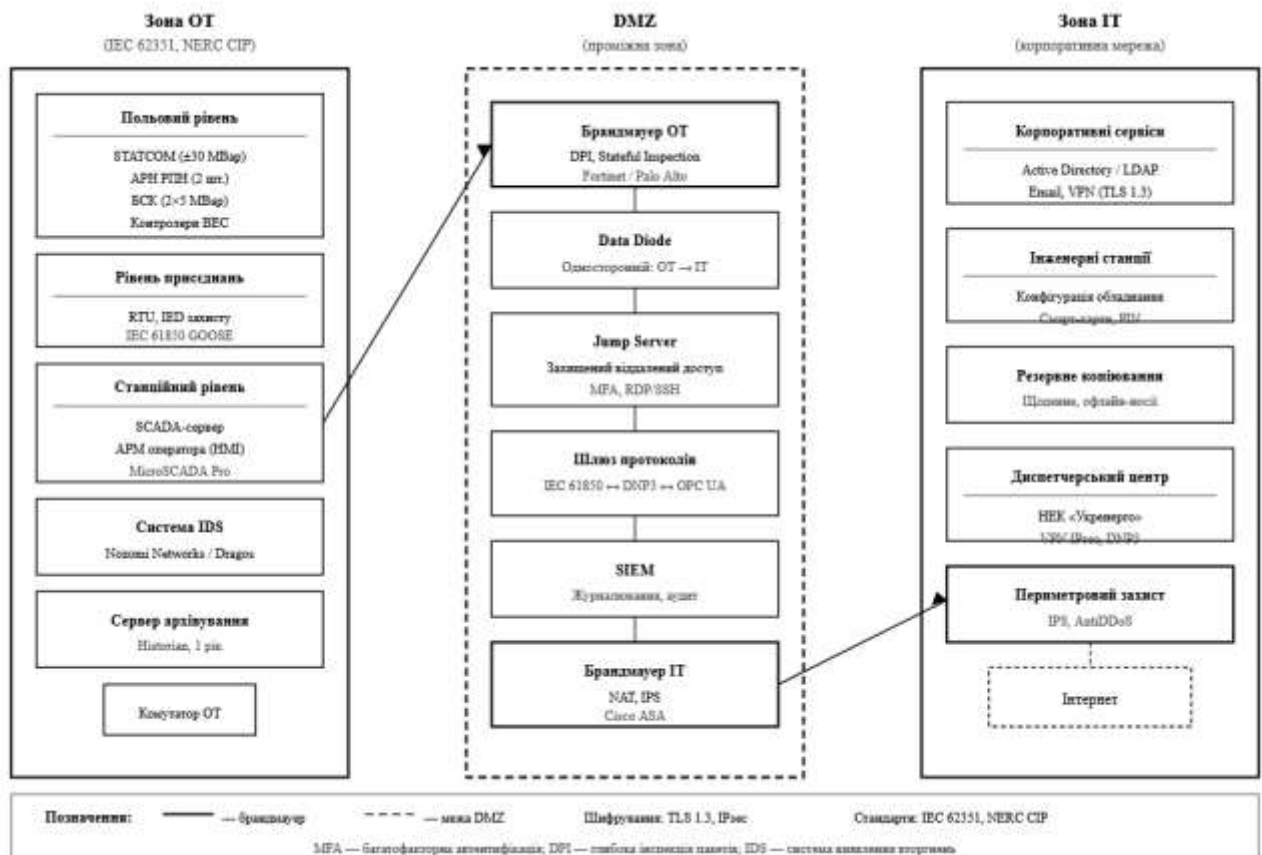 Зона ОТ
(IEC 62351, NERC CIP)
Польовий рівень
STATCOM (±30 МВар)
АРН РПН (2 шт.)
БСК (2×5 МВар)
Контролери ВЕС
Рівень приєднань
RTU, IED захисту
IEC 61850 GOOSE
Станційний рівень
SCADA-сервер
АРМ оператора (HMI)
MicroSCADA Pro
Система IDS
Nozomi Networks / Dragos
Сервер архівування
Historian, 1 рік
Комутатор ОТ
DMZ
(проміжна зона)
Брандмауер ОТ
DPI, Stateful Inspection
Fortinet / Palo Alto
Data Diode
Односторонній: ОТ → ІТ
Jump Server
Захищений віддалений доступ
MFA, RDP/SSH
Шлюз протоколів
IEC 61850 ↔ DNP3 ↔ OPC UA
SIEM
Журналювання, аудит
Брандмауер ІТ
NAT, IPS
Cisco ASA
Зона ІТ
(корпоративна мережа)
Корпоративні сервіси
Active Directory / LDAP
Email, VPN (TLS 1.3)
Інженерні станції
Конфігурація обладнання
Смарт-карти, PIN
Резервне копіювання
Щоденне, офлайн-носії
Диспетчерський центр
НЕК «Укренерго»
VPN IPsec, DNP3
Периметровий захист
IPS, AntiDDoS
Інтернет
Позначення: — брандмауер — межа DMZ Шифрування: TLS 1.3, IPsec Стандарти: IEC 62351, NERC CIP
MFA — багатофакторна автентифікація; DPI — глибока інспекція пакетів; IDS — система виявлення вторгнень